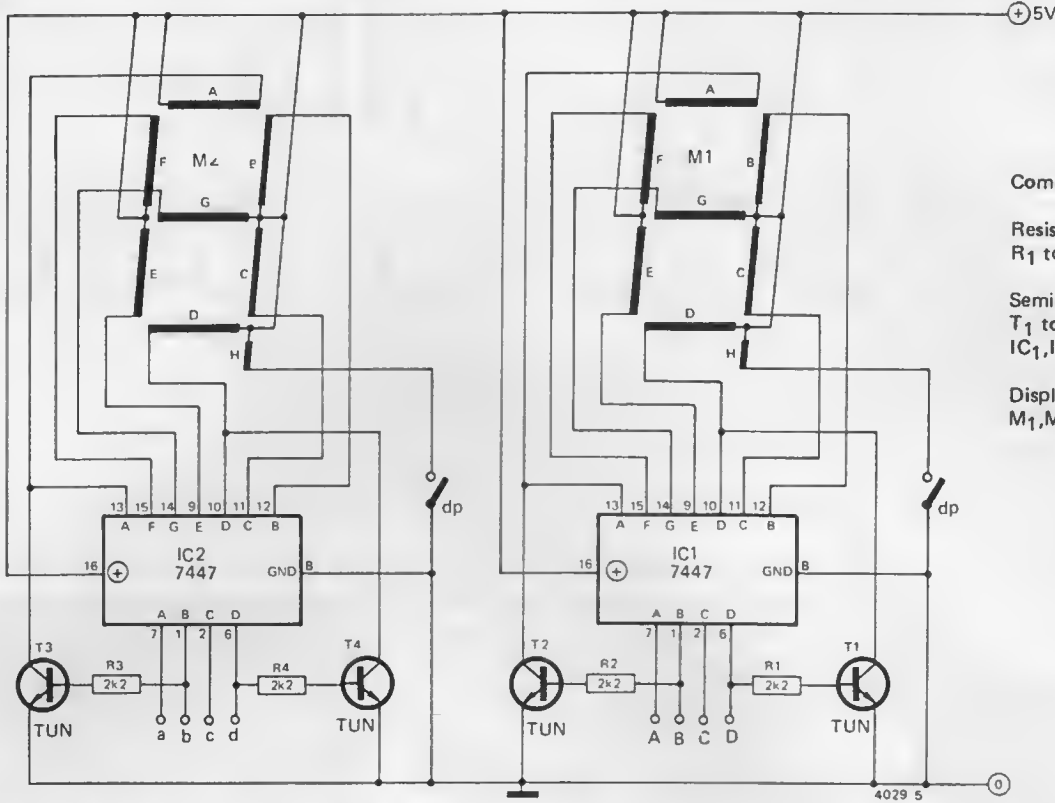 + 5V
A
F M2 B
G
E C
D
H
A
F M1 B
G
E C
D
H
Com
Resis
R1 to
Semi
T1 to
IC1,I
Displ
M1,M
dp
dp
13 15 14 9 10 11 12
A F G E D C B
16 + IC2 GND B
7447
A B C D
7 1 2 6
13 15 14 9 10 11 12
A F G E D C B
16 + IC1 GND B
7447
A B C D
7 1 2 6
T3 R3 R4 T4
2k2 2k2
TUN TUN
a b c d
T2 R2 R1 T1
2k2 2k2
TUN TUN
A B C D
4029 5
0